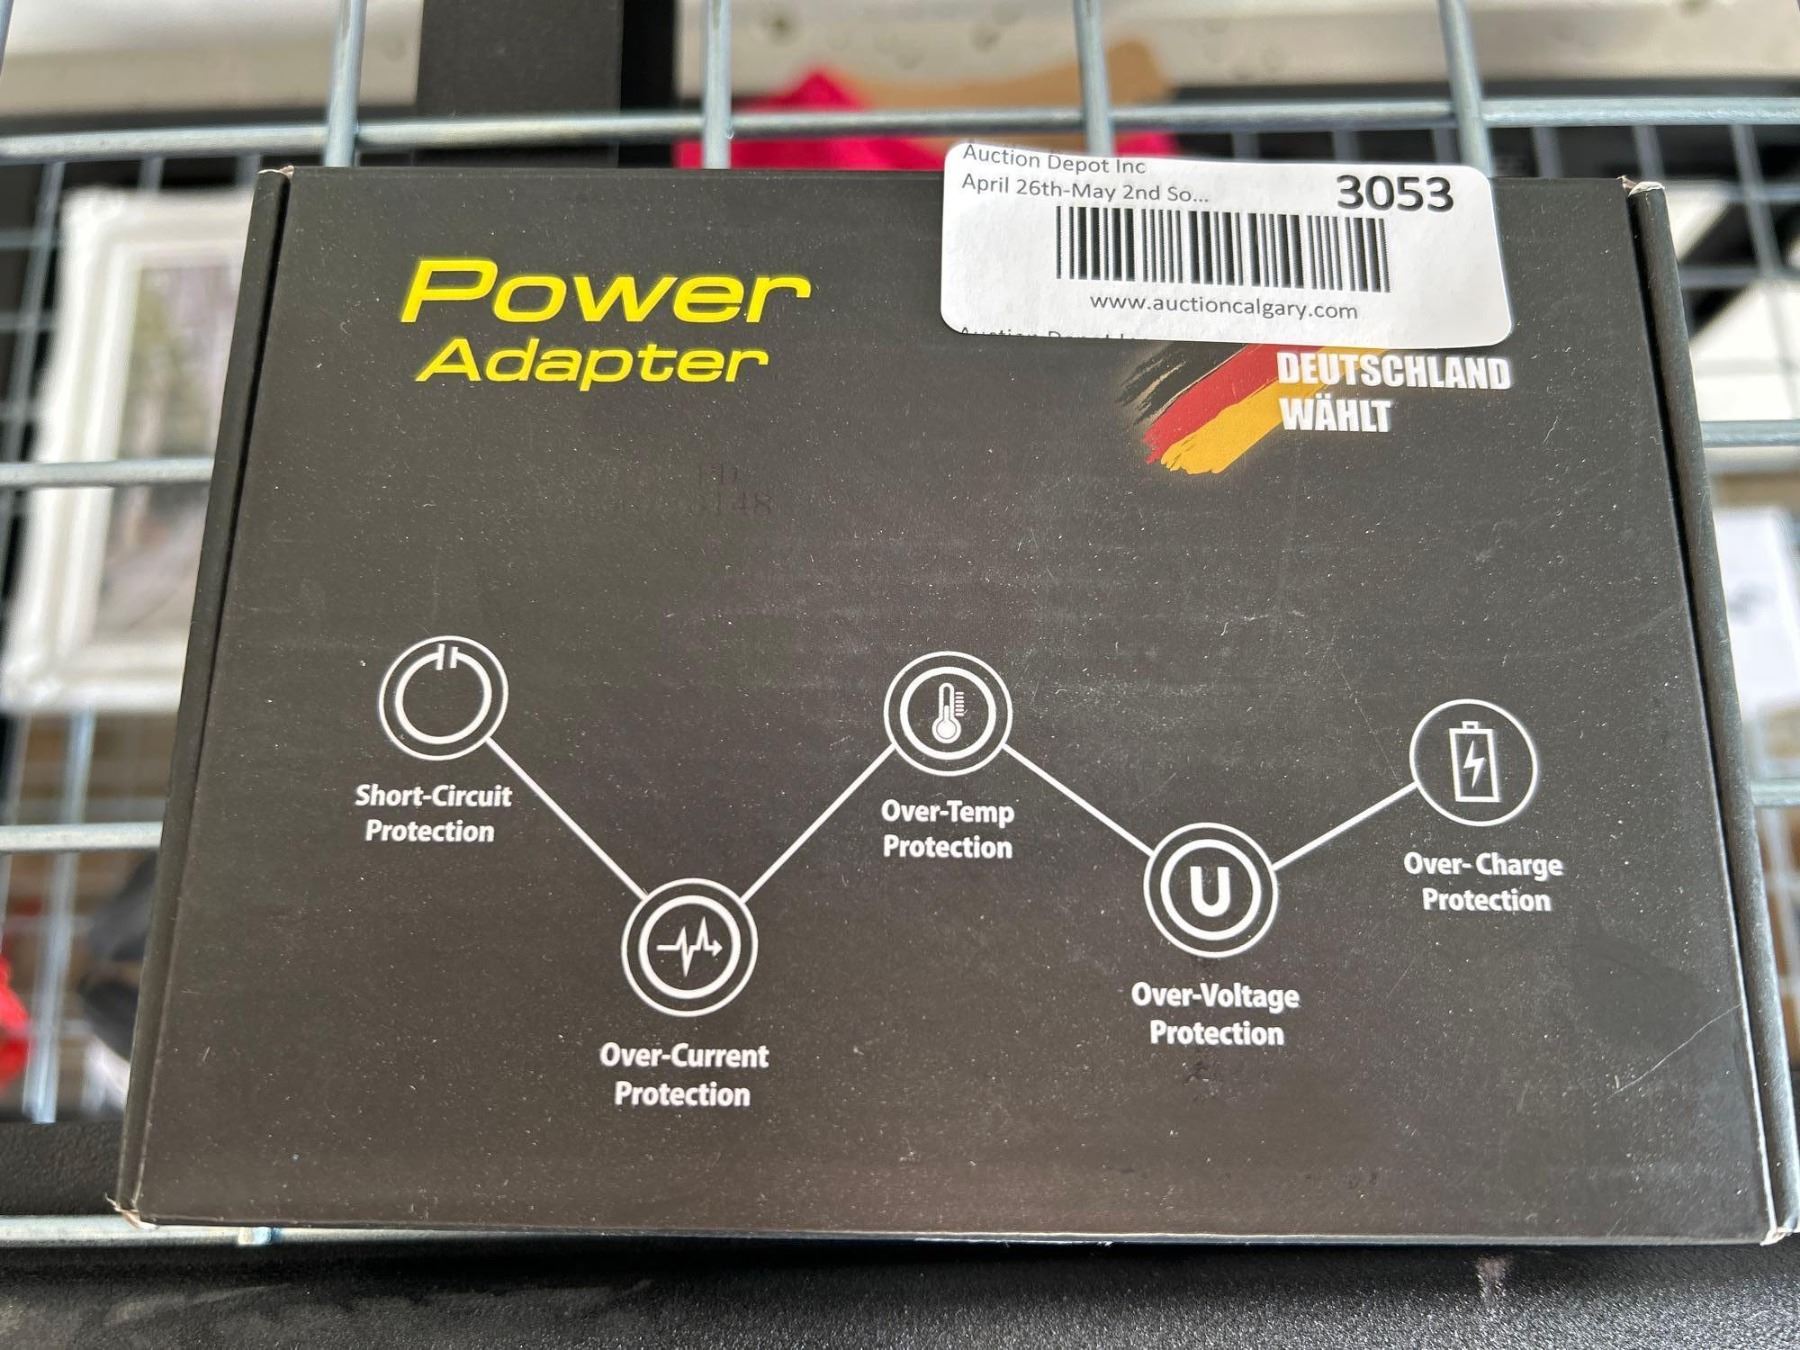 Auction Depot Inc
April 26th-May 2nd So...
3053
www.auctioncalgary.com
Power
Adapter
DEUTSCHLAND
WÄHLT
Short-Circuit
Protection
Over-Temp
Protection
Over-Charge
Protection
U
Over-Voltage
Protection
Over-Current
Protection